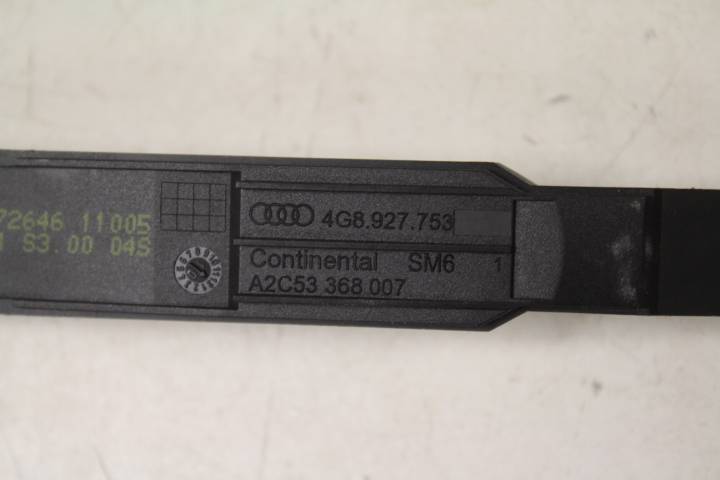 72646 11005
S3.00 04S
4G8.927.753
Continental SM6 1
A2C53 368 007